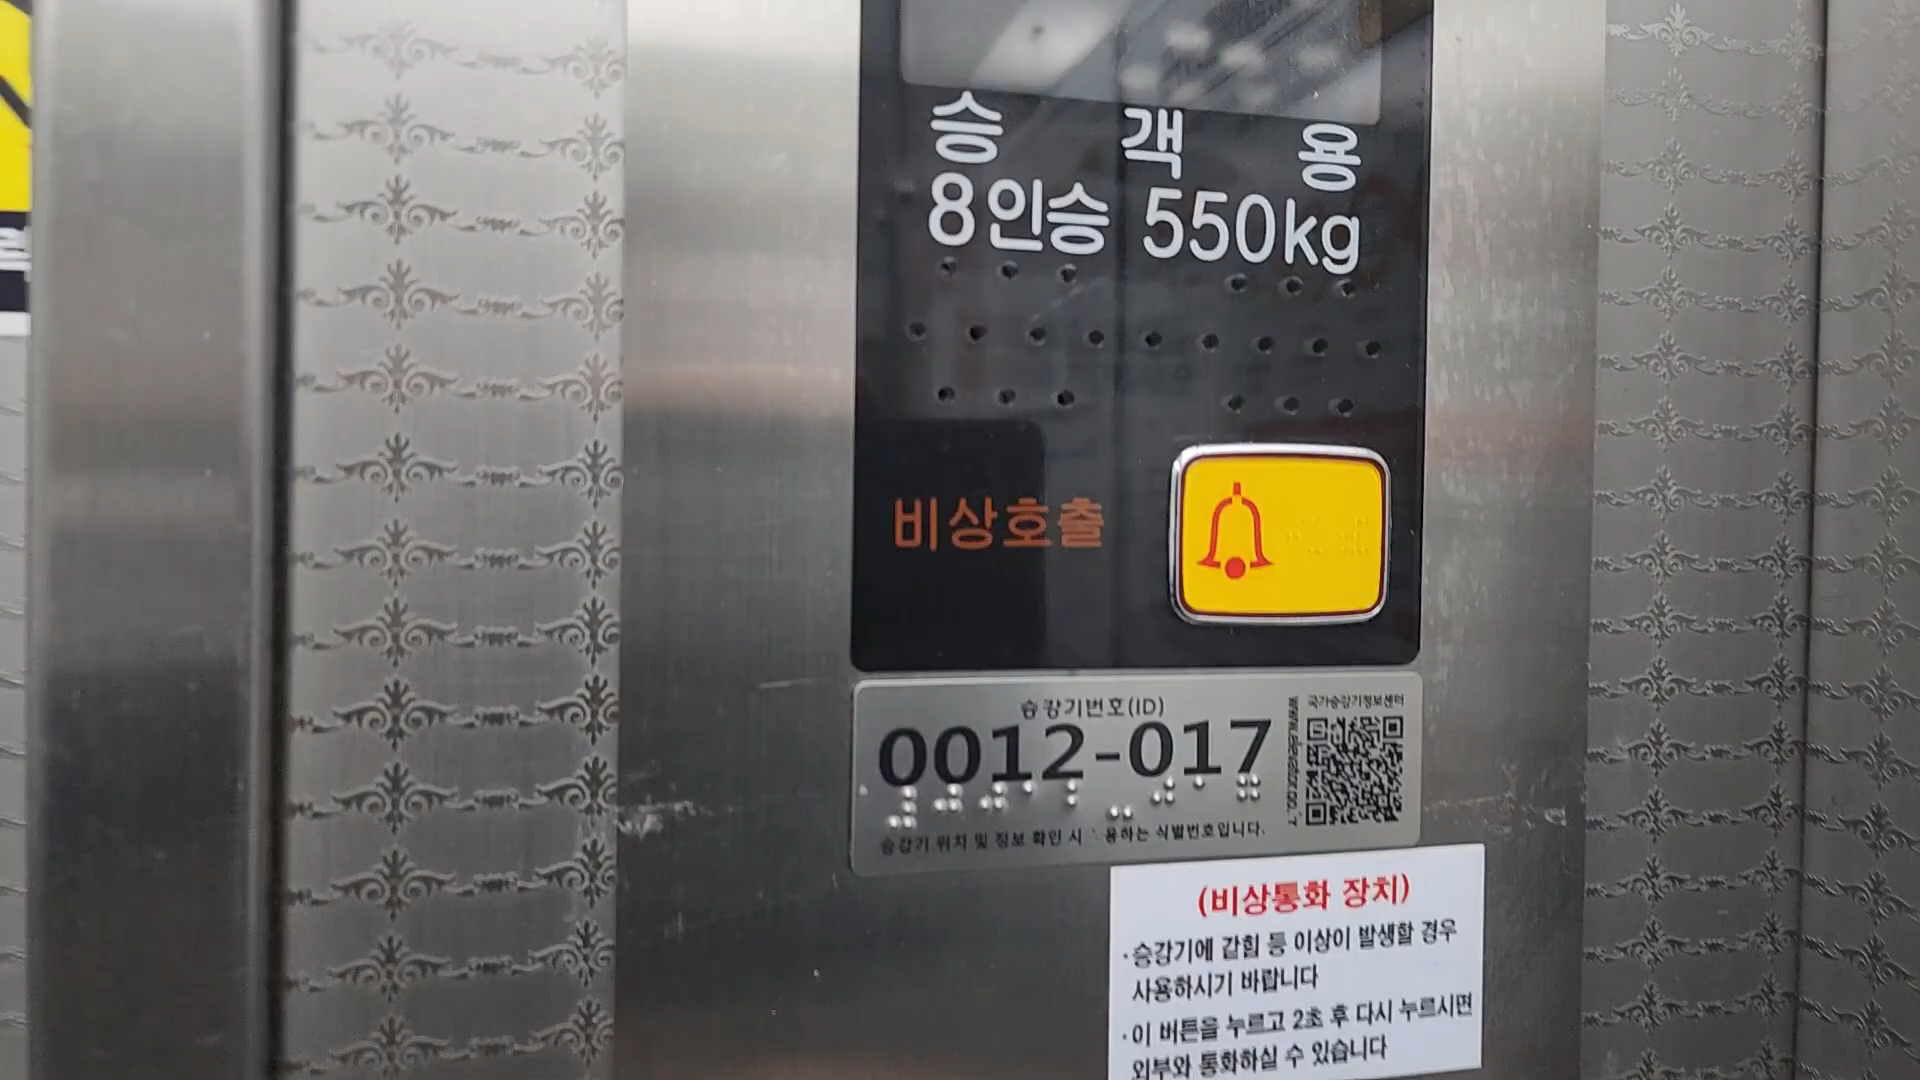 승 객 용
8인승 550kg
비상호출
승강기번호(ID)
0012-017
국가승강기정보센터
승강기 위치 및 정보 확인 시 용하는 식별번호입니다.
(비상통화 장치)
·승강기에 갇힘 등 이상이 발생할 경우
사용하시기 바랍니다
·이 버튼을 누르고 2초 후 다시 누르시면
외부와 통화하실 수 있습니다